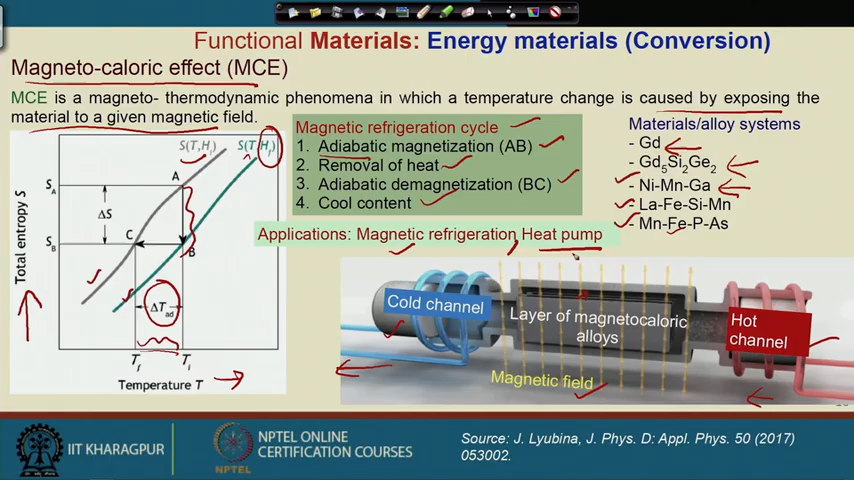 Functional Materials: Energy materials (Conversion)
Magneto-caloric effect (MCE)
MCE is a magneto- thermodynamic phenomena in which a temperature change is caused by exposing the
material to a given magnetic field.
S(T,Hi)
S(T,Hf)
A
SA
ΔS
C
SB
B
ΔTad
Tf
Ti
Total entropy S
Temperature T
Magnetic refrigeration cycle
1. Adiabatic magnetization (AB)
2. Removal of heat
3. Adiabatic demagnetization (BC)
4. Cool content
Materials/alloy systems
- Gd
- Gd5Si2Ge2
- Ni-Mn-Ga
- La-Fe-Si-Mn
- Mn-Fe-P-As
Applications: Magnetic refrigeration Heat pump
Cold channel
Layer of magnetocaloric
alloys
Hot
channel
Magnetic field
IIT KHARAGPUR
NPTEL
NPTEL ONLINE
CERTIFICATION COURSES
Source: J. Lyubina, J. Phys. D: Appl. Phys. 50 (2017)
053002.